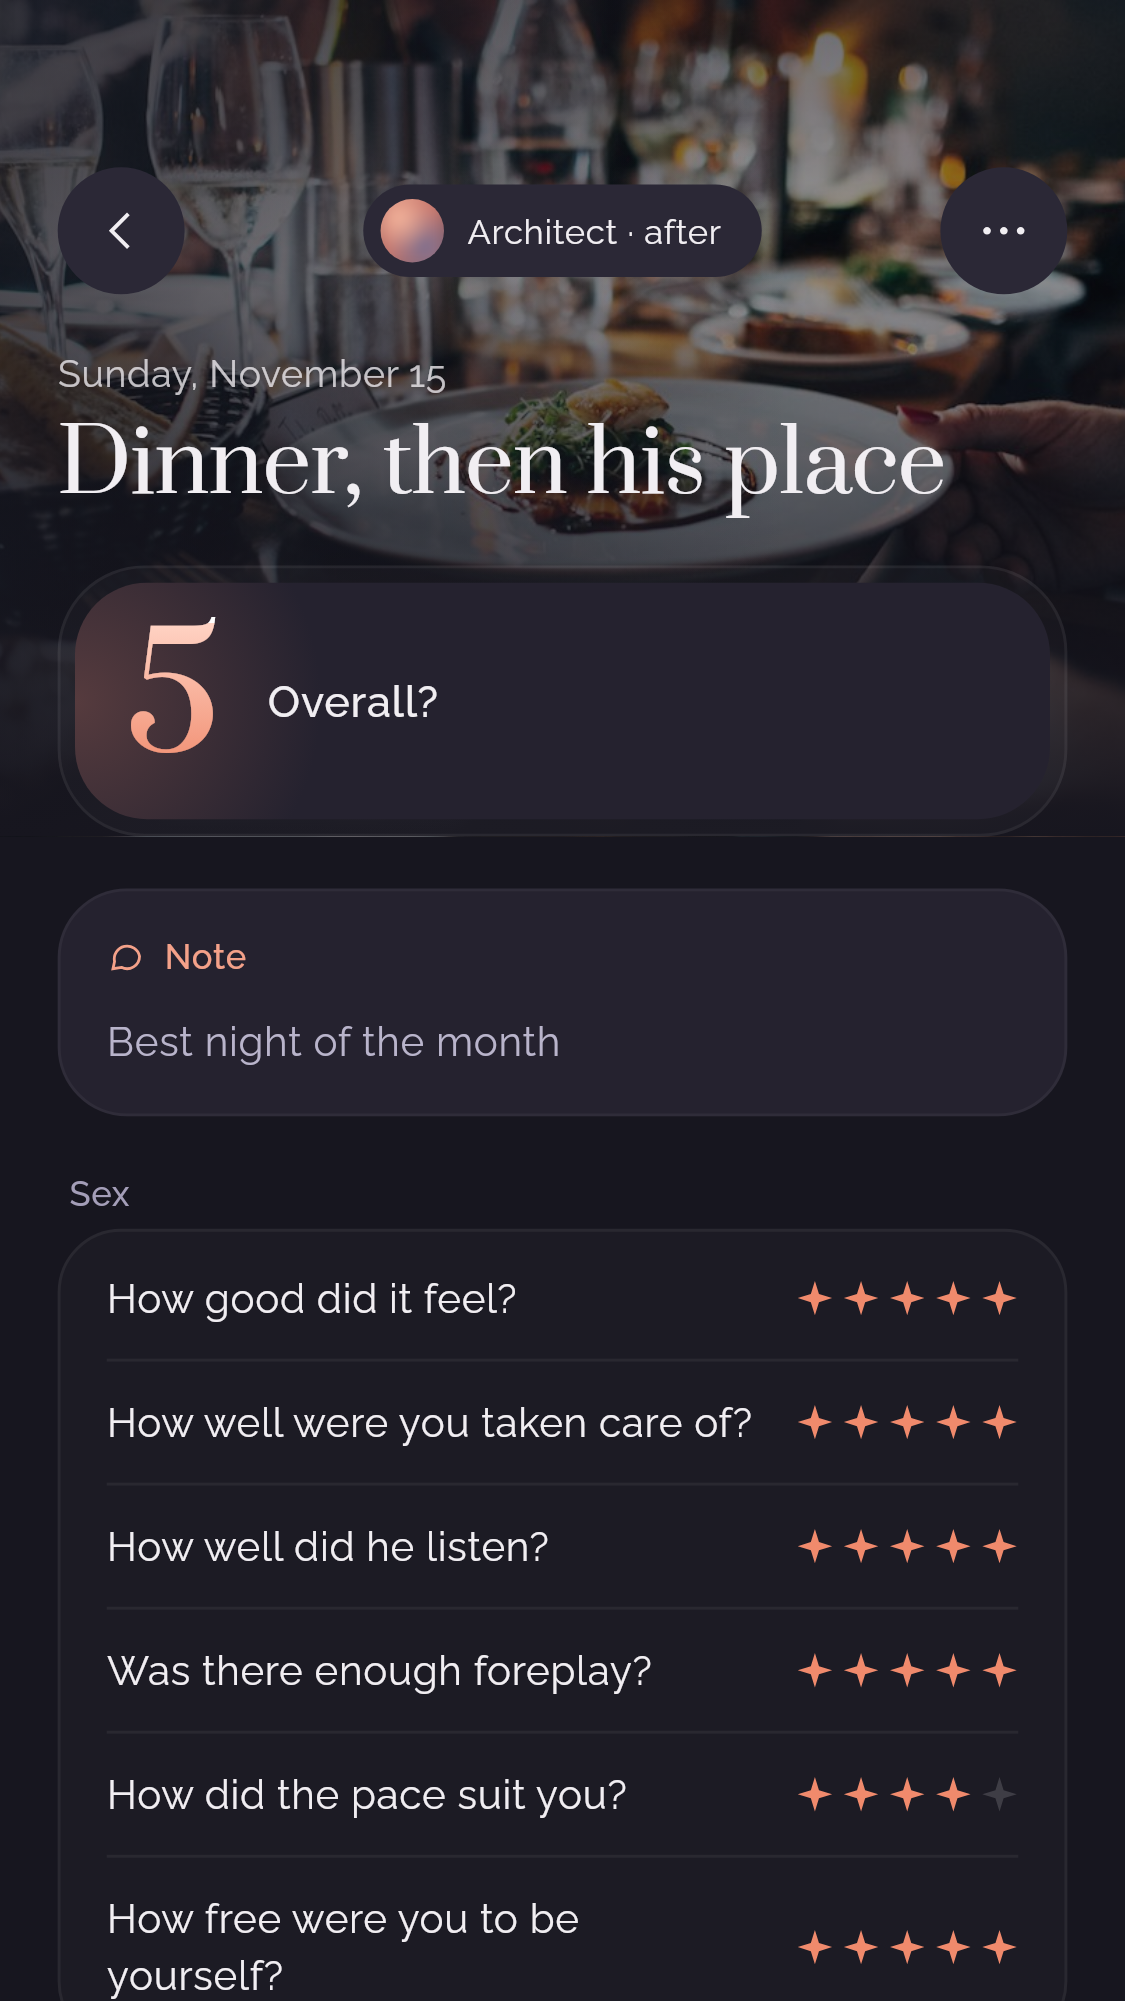 Architect · after
Sunday, November 15
Dinner, then his place
5
Overall?
Note
Best night of the month
Sex
How good did it feel?
How well were you taken care of?
How well did he listen?
Was there enough foreplay?
How did the pace suit you?
How free were you to be
yourself?